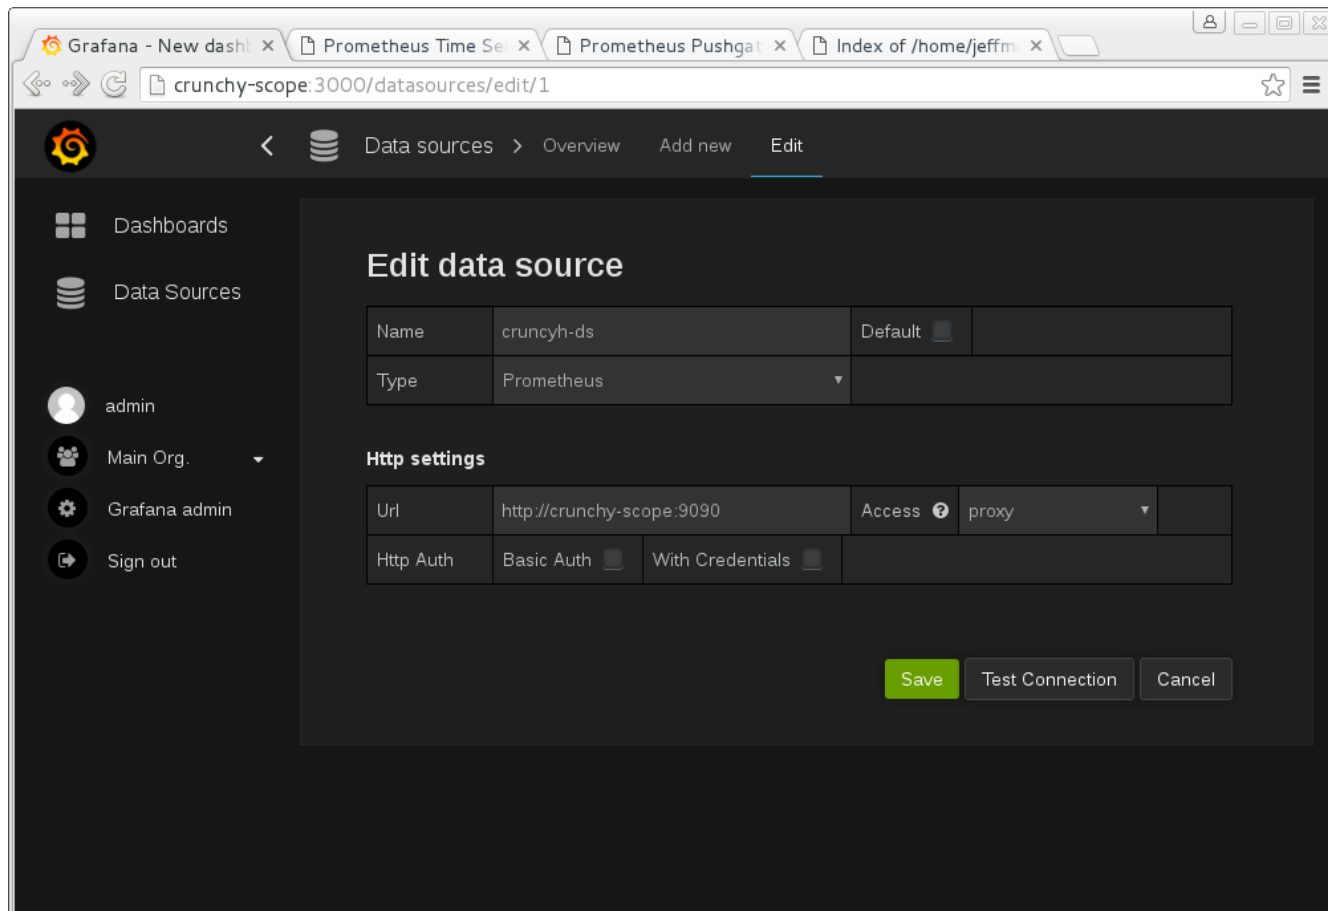 Grafana - New dash
Prometheus Time Se
Prometheus Pushgat
Index of /home/jeffm
crunchy-scope:3000/datasources/edit/1
Data sources > Overview Add new Edit
Dashboards
Data Sources
admin
Main Org.
Grafana admin
Sign out
Edit data source
Name cruncyh-ds Default
Type Prometheus
Http settings
Url http://crunchy-scope:9090 Access ? proxy
Http Auth Basic Auth With Credentials
Save Test Connection Cancel